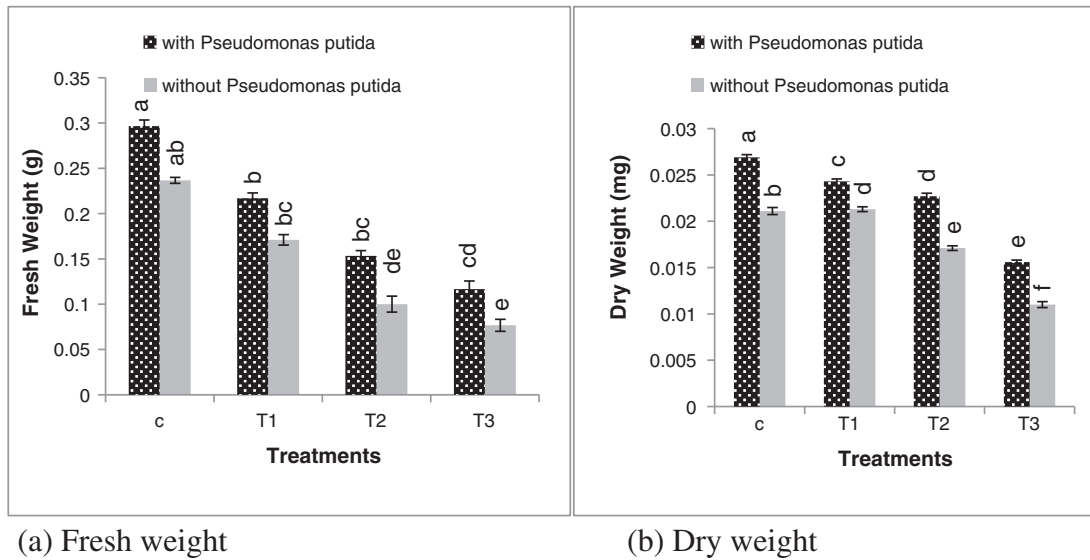 with Pseudomonas putida
without Pseudomonas putida
Fresh Weight (g)
0.35
0.3
0.25
0.2
0.15
0.1
0.05
0
a
ab
b
bc
bc
de
cd
e
c T1 T2 T3
Treatments
(a) Fresh weight
with Pseudomonas putida
without Pseudomonas putida
Dry Weight (mg)
0.03
0.025
0.02
0.015
0.01
0.005
0
a
b
c
d
d
e
e
f
c T1 T2 T3
Treatments
(b) Dry weight